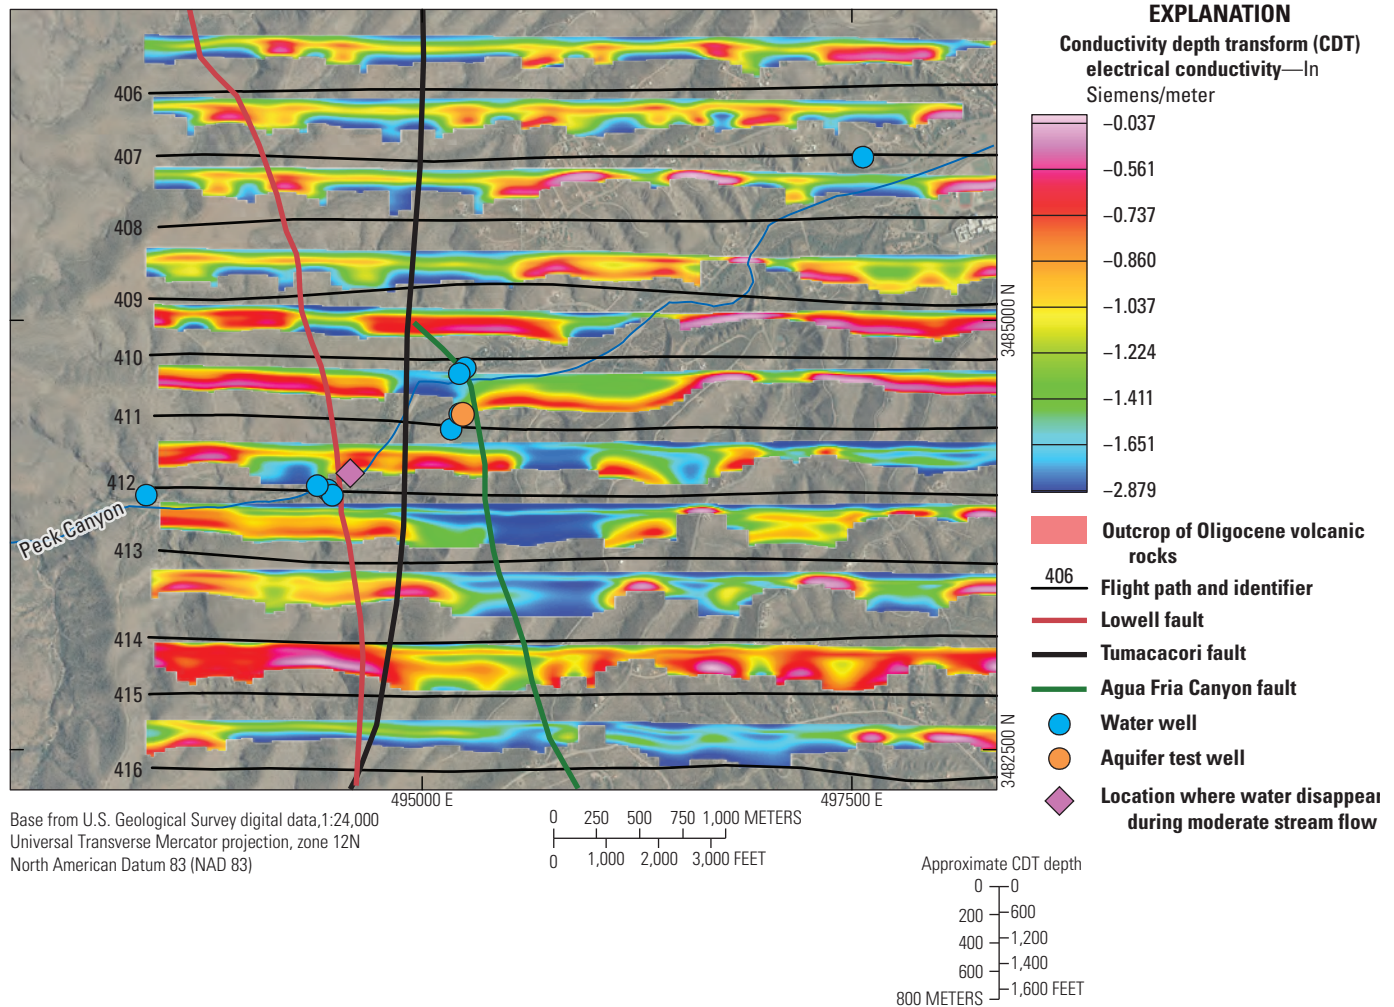 EXPLANATION
Conductivity depth transform (CDT)
electrical conductivity—In
Siemens/meter
−0.037
−0.561
−0.737
−0.860
−1.037
−1.224
−1.411
−1.651
−2.879
Outcrop of Oligocene volcanic
rocks
406
Flight path and identifier
Lowell fault
Tumacacori fault
Agua Fria Canyon fault
Water well
Aquifer test well
Location where water disappear
during moderate stream flow
406
407
408
409
410
411
412
413
414
415
416
Peck Canyon
3485000 N
3482500 N
495000 E
497500 E
Base from U.S. Geological Survey digital data,1:24,000
Universal Transverse Mercator projection, zone 12N
North American Datum 83 (NAD 83)
0 250 500 750 1,000 METERS
0 1,000 2,000 3,000 FEET
Approximate CDT depth
0 0
200 600
400 1,200
600 1,400
800 METERS 1,600 FEET